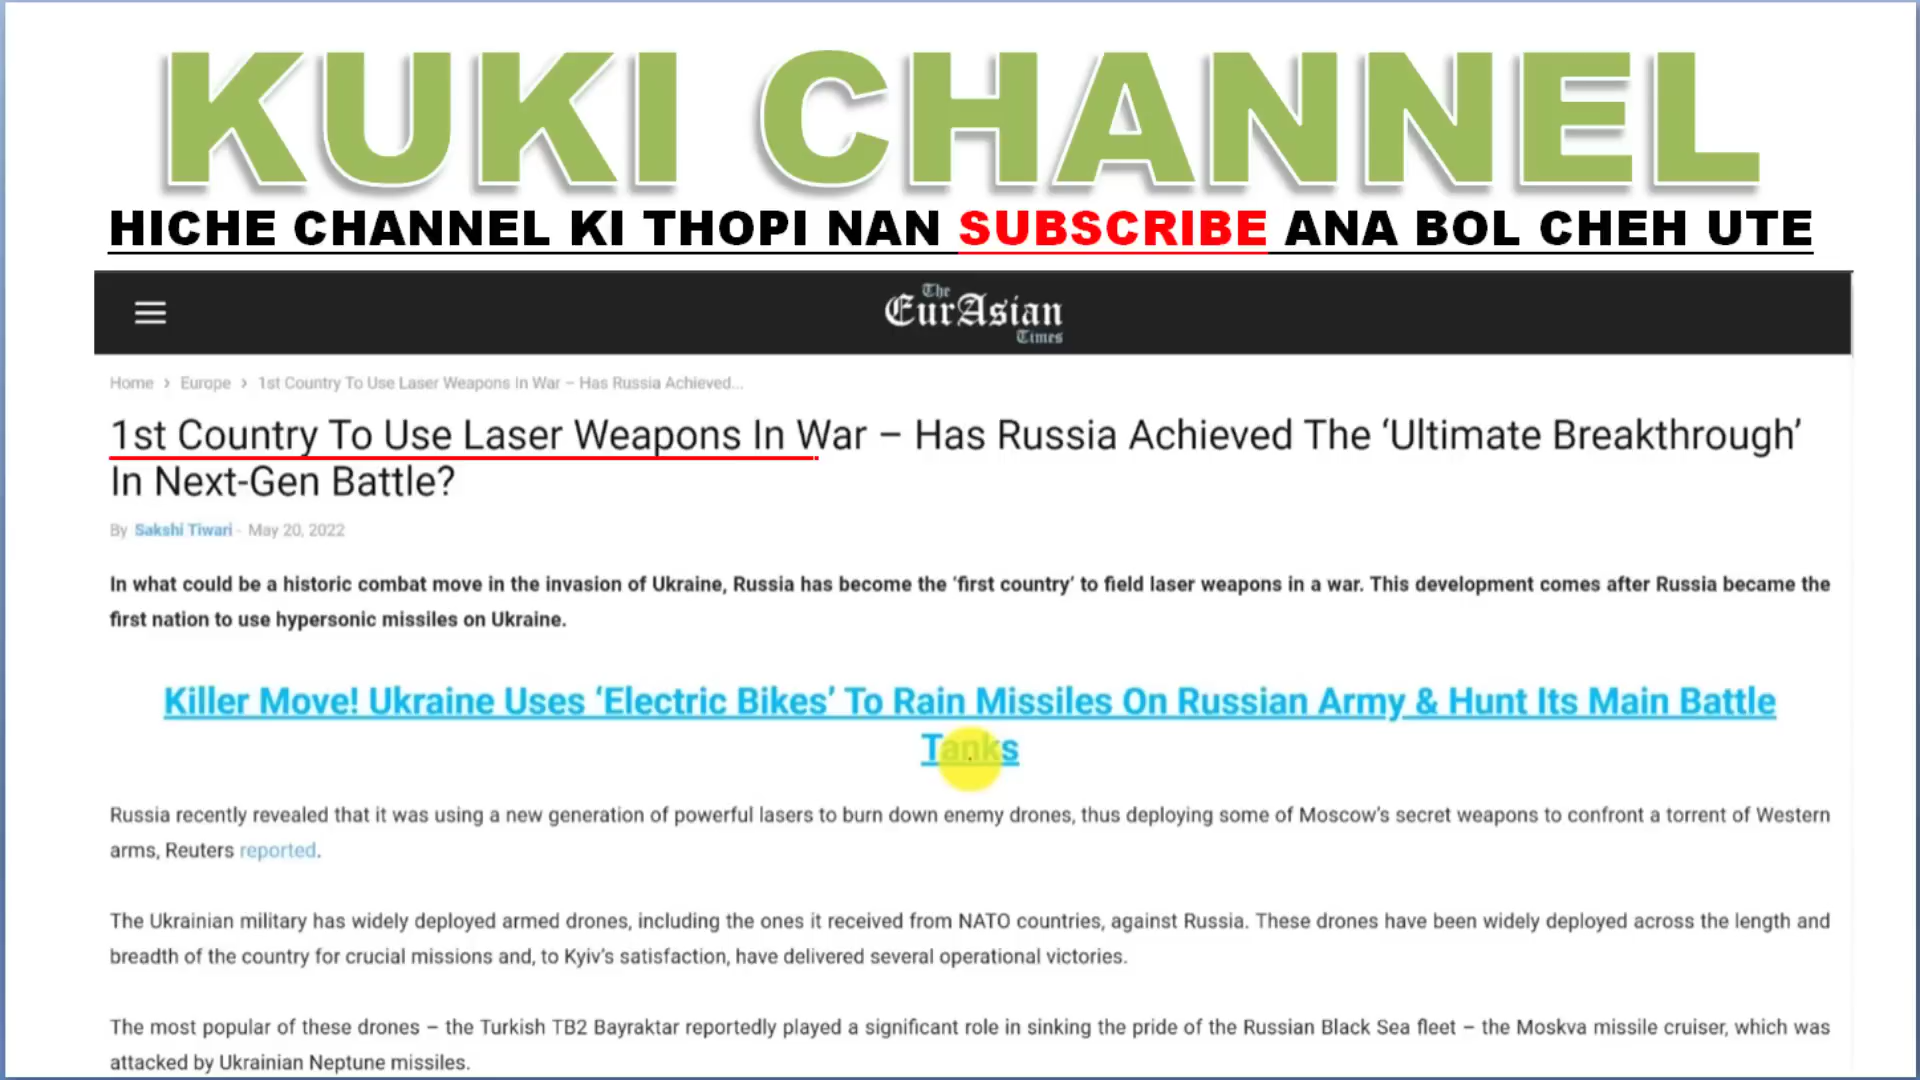 KUKI CHANNEL
HICHE CHANNEL KI THOPI NAN SUBSCRIBE ANA BOL CHEH UTE
The
EurAsian
Times
Home › Europe › 1st Country To Use Laser Weapons In War – Has Russia Achieved...
1st Country To Use Laser Weapons In War – Has Russia Achieved The ‘Ultimate Breakthrough’
In Next-Gen Battle?
By Sakshi Tiwari - May 20, 2022
In what could be a historic combat move in the invasion of Ukraine, Russia has become the ‘first country’ to field laser weapons in a war. This development comes after Russia became the
first nation to use hypersonic missiles on Ukraine.
Killer Move! Ukraine Uses ‘Electric Bikes’ To Rain Missiles On Russian Army & Hunt Its Main Battle
Tanks
Russia recently revealed that it was using a new generation of powerful lasers to burn down enemy drones, thus deploying some of Moscow’s secret weapons to confront a torrent of Western
arms, Reuters reported.
The Ukrainian military has widely deployed armed drones, including the ones it received from NATO countries, against Russia. These drones have been widely deployed across the length and
breadth of the country for crucial missions and, to Kyiv’s satisfaction, have delivered several operational victories.
The most popular of these drones – the Turkish TB2 Bayraktar reportedly played a significant role in sinking the pride of the Russian Black Sea fleet – the Moskva missile cruiser, which was
attacked by Ukrainian Neptune missiles.